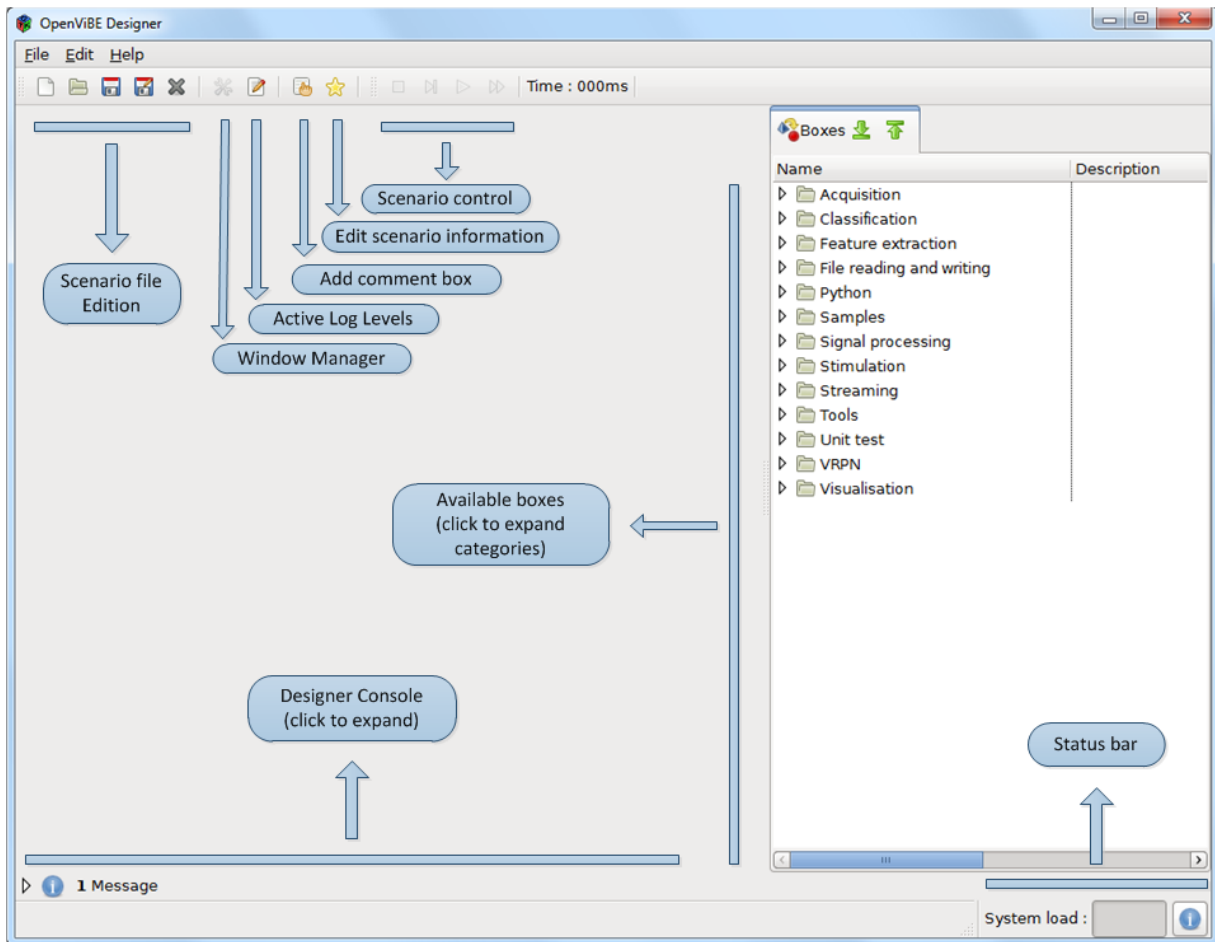 OpenViBE Designer
File Edit Help
Time : 000ms
Boxes
Name Description
Acquisition
Classification
Feature extraction
File reading and writing
Python
Samples
Signal processing
Stimulation
Streaming
Tools
Unit test
VRPN
Visualisation
Scenario control
Edit scenario information
Add comment box
Active Log Levels
Window Manager
Scenario file
Edition
Available boxes
(click to expand
categories)
Designer Console
(click to expand)
Status bar
1 Message
System load :